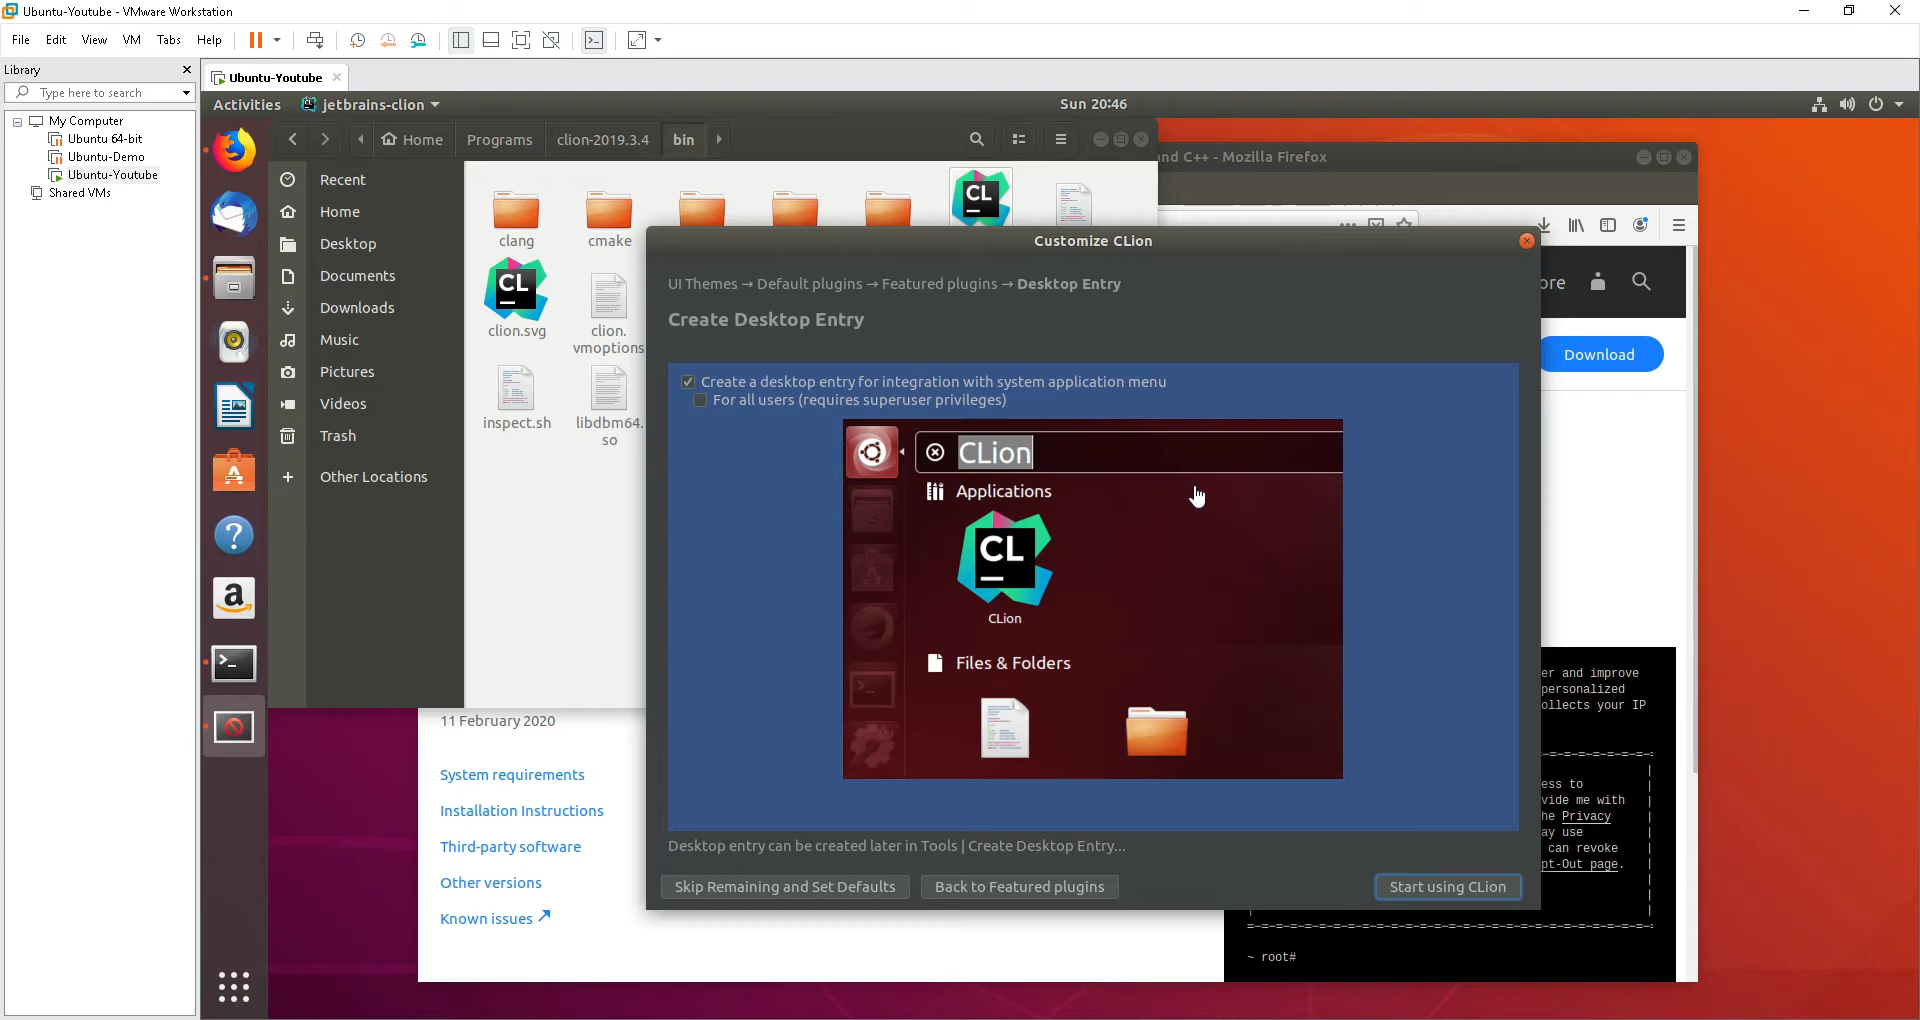 Ubuntu-Youtube - VMware Workstation
File Edit View VM Tabs Help
Library
Type here to search
My Computer
Ubuntu 64-bit
Ubuntu-Demo
Ubuntu-Youtube
Shared VMs
Ubuntu-Youtube
Activities jetbrains-clion Sun 20:46
Home Programs clion-2019.3.4 bin
nd C++ - Mozilla Firefox
Recent
Home
Desktop
Documents
Downloads
Music
Pictures
Videos
Trash
Other Locations
clang cmake
CL
CL
clion.svg clion.
vmoptions
inspect.sh libdbm64.
so
Customize CLion
UI Themes → Default plugins → Featured plugins → Desktop Entry
Create Desktop Entry
Create a desktop entry for integration with system application menu
For all users (requires superuser privileges)
CLion
Applications
CL
CLion
Files & Folders
Desktop entry can be created later in Tools | Create Desktop Entry...
Skip Remaining and Set Defaults Back to Featured plugins Start using CLion
ore
Download
11 February 2020
System requirements
Installation Instructions
Third-party software
Other versions
Known issues
er and improve
personalized
ollects your IP
=-=-=-=-=-=-=-=
ess to
vide me with
he Privacy
ay use
can revoke
pt-Out page.
=-=-=-=-=-=-=-=-=-=-=-=-=-=-=-=-=-=-=-=-=-=-=-=-=-=
~ root#